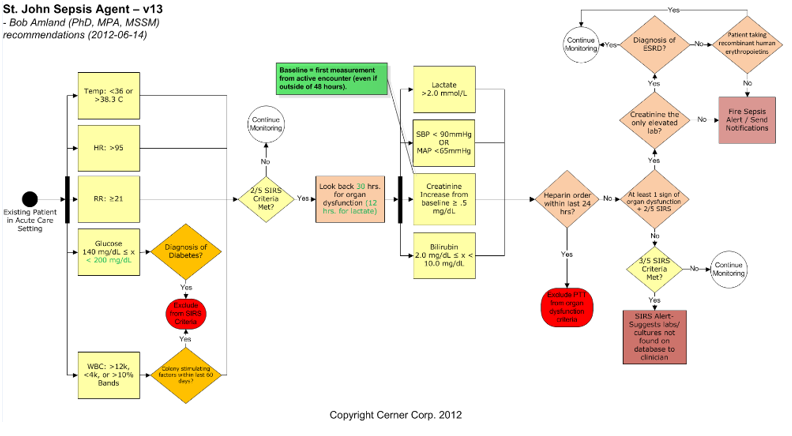 St. John Sepsis Agent – v13
- Bob Amland (PhD, MPA, MSSM)
recommendations (2012-06-14)
Existing Patient
in Acute Care
Setting
Temp: <36 or
>38.3 C
HR: >95
RR: ≥21
Glucose
140 mg/dL ≤ x
< 200 mg/dL
WBC: >12k,
<4k, or >10%
Bands
Diagnosis of
Diabetes?
Yes
Exclude
from SIRS
Criteria
Yes
Colony stimulating
factors within last 60
days?
Continue
Monitoring
No
2/5 SIRS
Criteria
Met?
Yes
Baseline = first measurement
from active encounter (even if
outside of 48 hours).
Look back 30 hrs.
for organ
dysfunction (12
hrs. for lactate)
Lactate
>2.0 mmol/L
SBP < 90mmHg
OR
MAP <65mmHg
Creatinine
Increase from
baseline ≥ .5
mg/dL
Bilirubin
2.0 mg/dL ≤ x <
10.0 mg/dL
Heparin order
within last 24
hrs?
Yes
Exclude PTT
from organ
dysfunction
criteria
No
At least 1 sign of
organ dysfunction
+ 2/5 SIRS
Yes
Creatinine
the only
elevated
lab?
No
Yes
Diagnosis of
ESRD?
Yes
Continue
Monitoring
No
Patient taking
recombinant human
erythropoietins
Yes
No
Fire Sepsis
Alert / Send
Notifications
No
3/5 SIRS
Criteria
Met?
No
Continue
Monitoring
Yes
SIRS Alert-
Suggests labs/
cultures not
found on
database to
clinician
Copyright Cerner Corp. 2012